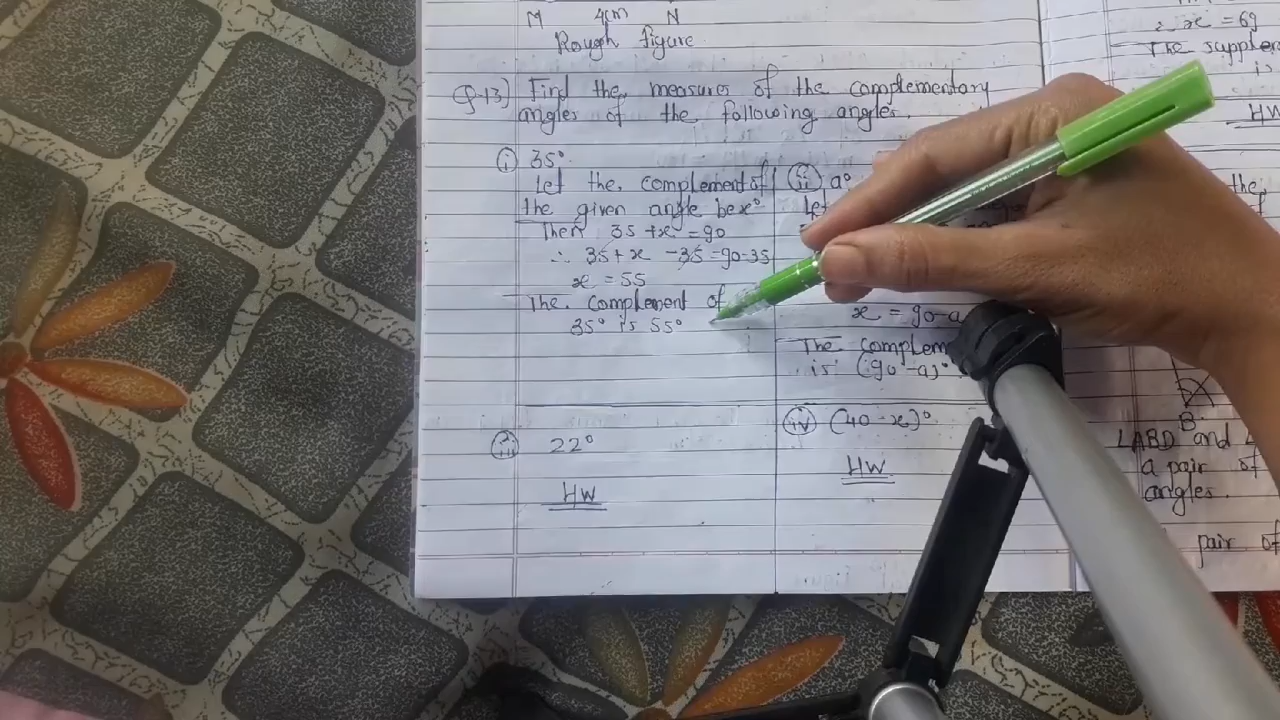 M 4cm N
Rough figure
Q-13) Find the measures of the complementary
angles of the following angles.
i 35°
Let the complement of
the given angle be x°
Then 35 + x = 90
∴ 35 + x - 35 = 90 - 35
x = 55
The complement of
35° is 55°
ii a°
Let
x = 90 - a
The complem
is (90 - a)°
iii 22°
HW
iv (40 - x)°
HW
∴ x = 69
The supplem
is
HW
the
B
∠ABD and
a pair of
angles.
pair of